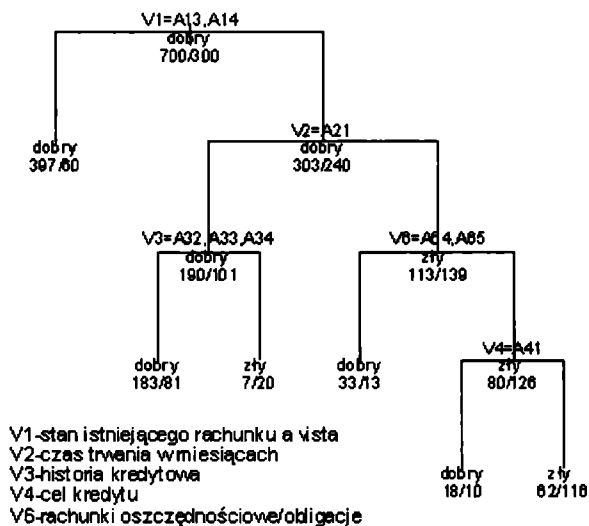 V1=A13,A14
dobry
700/300
dobry
397/60
V2=A21
dobry
303/240
V3=A32,A33,A34
dobry
190/101
V6=A64,A65
zły
113/139
dobry
183/81
zły
7/20
dobry
33/13
V4=A41
zły
80/126
dobry
18/10
zły
62/116
V1-stan istniejącego rachunku a vista
V2-czas trwania w miesiącach
V3-historia kredytowa
V4-cel kredytu
V6-rachunki oszczędnościowe/obligacje